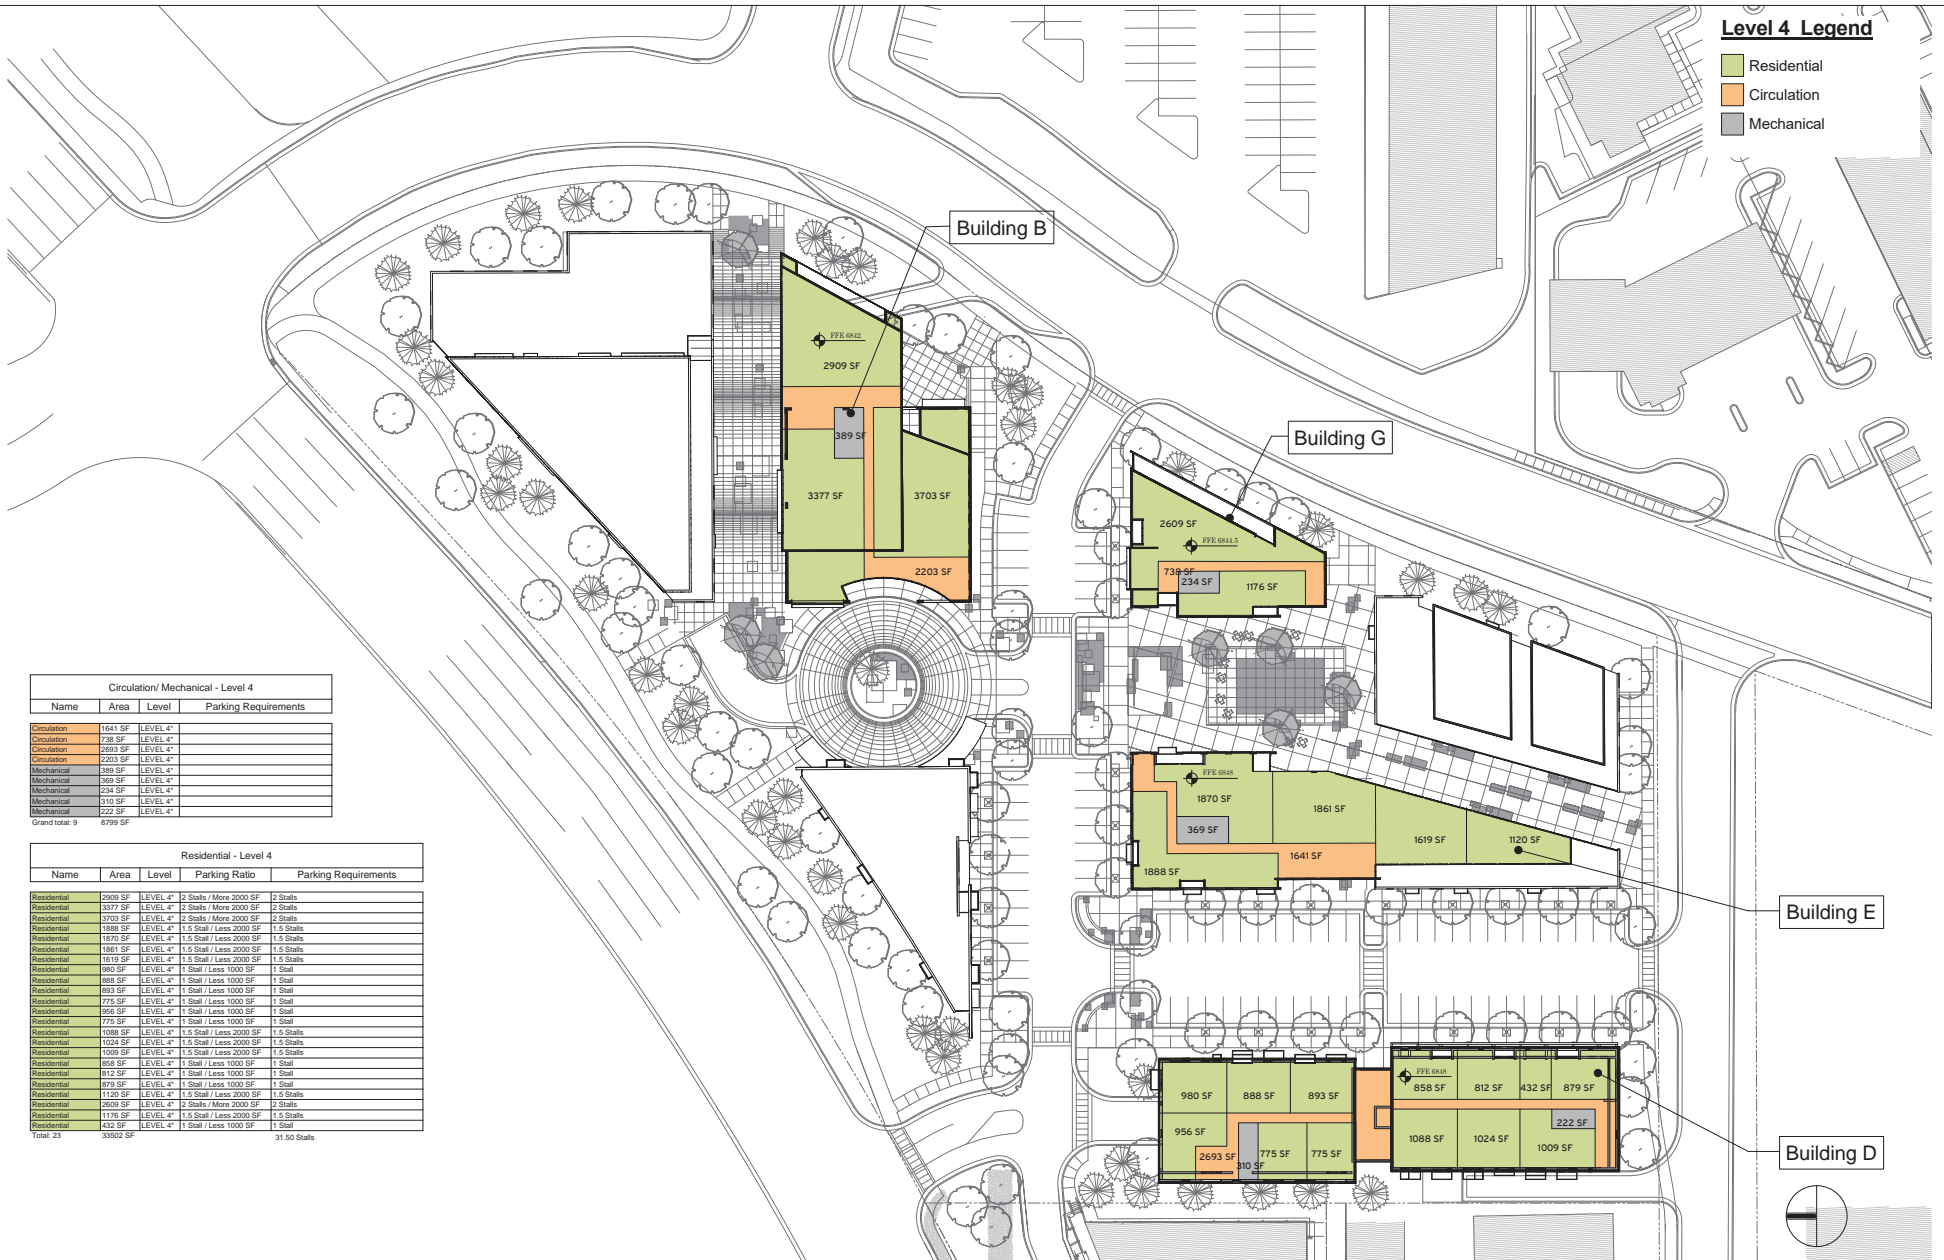 Level 4 Legend
Residential
Circulation
Mechanical
Building B
FFE 6842
2909 SF
389 SF
3377 SF
3703 SF
2203 SF
Building G
2609 SF
FFE 6844.5
738 SF
234 SF
1176 SF
FFE 6848
1870 SF
1861 SF
369 SF
1619 SF
1120 SF
1641 SF
1888 SF
Building E
FFE 6848
980 SF
888 SF
893 SF
858 SF
812 SF
432 SF
879 SF
956 SF
2693 SF
310 SF
775 SF
775 SF
1088 SF
1024 SF
222 SF
1009 SF
Building D
Circulation/ Mechanical - Level 4
Name Area Level Parking Requirements
Circulation 1641 SF LEVEL 4"
Circulation 738 SF LEVEL 4"
Circulation 2693 SF LEVEL 4"
Circulation 2203 SF LEVEL 4"
Mechanical 389 SF LEVEL 4"
Mechanical 369 SF LEVEL 4"
Mechanical 234 SF LEVEL 4"
Mechanical 310 SF LEVEL 4"
Mechanical 222 SF LEVEL 4"
Grand total: 9 8799 SF
Residential - Level 4
Name Area Level Parking Ratio Parking Requirements
Residential 2909 SF LEVEL 4" 2 Stalls / More 2000 SF 2 Stalls
Residential 3377 SF LEVEL 4" 2 Stalls / More 2000 SF 2 Stalls
Residential 3703 SF LEVEL 4" 2 Stalls / More 2000 SF 2 Stalls
Residential 1888 SF LEVEL 4" 1.5 Stall / Less 2000 SF 1.5 Stalls
Residential 1870 SF LEVEL 4" 1.5 Stall / Less 2000 SF 1.5 Stalls
Residential 1861 SF LEVEL 4" 1.5 Stall / Less 2000 SF 1.5 Stalls
Residential 1619 SF LEVEL 4" 1.5 Stall / Less 2000 SF 1.5 Stalls
Residential 980 SF LEVEL 4" 1 Stall / Less 1000 SF 1 Stall
Residential 888 SF LEVEL 4" 1 Stall / Less 1000 SF 1 Stall
Residential 893 SF LEVEL 4" 1 Stall / Less 1000 SF 1 Stall
Residential 775 SF LEVEL 4" 1 Stall / Less 1000 SF 1 Stall
Residential 956 SF LEVEL 4" 1 Stall / Less 1000 SF 1 Stall
Residential 775 SF LEVEL 4" 1 Stall / Less 1000 SF 1 Stall
Residential 1088 SF LEVEL 4" 1.5 Stall / Less 2000 SF 1.5 Stalls
Residential 1024 SF LEVEL 4" 1.5 Stall / Less 2000 SF 1.5 Stalls
Residential 1009 SF LEVEL 4" 1.5 Stall / Less 2000 SF 1.5 Stalls
Residential 858 SF LEVEL 4" 1 Stall / Less 1000 SF 1 Stall
Residential 812 SF LEVEL 4" 1 Stall / Less 1000 SF 1 Stall
Residential 879 SF LEVEL 4" 1 Stall / Less 1000 SF 1 Stall
Residential 1120 SF LEVEL 4" 1.5 Stall / Less 2000 SF 1.5 Stalls
Residential 2609 SF LEVEL 4" 2 Stalls / More 2000 SF 2 Stalls
Residential 1176 SF LEVEL 4" 1.5 Stall / Less 2000 SF 1.5 Stalls
Residential 432 SF LEVEL 4" 1 Stall / Less 1000 SF 1 Stall
Total: 23 33502 SF 31.50 Stalls